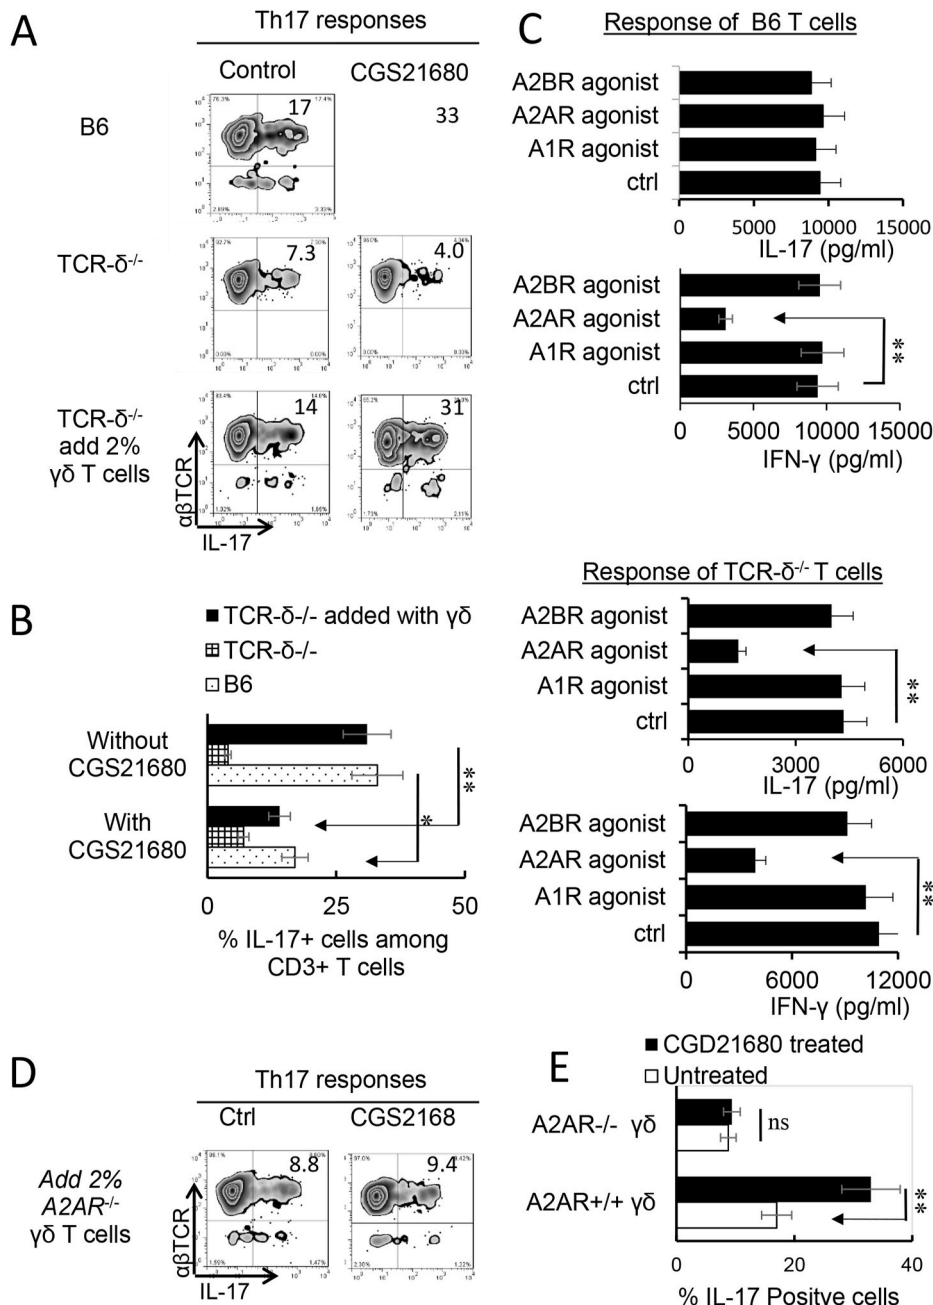 A
Th17 responses
Control
CGS21680
B6
17
33
TCR-δ-/-
7.3
4.0
TCR-δ-/-
add 2%
γδ T cells
14
31
αβTCR
IL-17
B
TCR-δ-/- added with γδ
TCR-δ-/-
B6
Without
CGS21680
With
CGS21680
**
*
0 25 50
% IL-17+ cells among
CD3+ T cells
C
Response of B6 T cells
A2BR agonist
A2AR agonist
A1R agonist
ctrl
0 5000 10000 15000
IL-17 (pg/ml)
A2BR agonist
A2AR agonist
A1R agonist
ctrl
**
0 5000 10000 15000
IFN-γ (pg/ml)
Response of TCR-δ-/- T cells
A2BR agonist
A2AR agonist
A1R agonist
ctrl
**
0 3000 6000
IL-17 (pg/ml)
A2BR agonist
A2AR agonist
A1R agonist
ctrl
**
0 6000 12000
IFN-γ (pg/ml)
D
Th17 responses
Ctrl
CGS2168
Add 2%
A2AR-/-
γδ T cells
8.8
9.4
αβTCR
IL-17
E
CGD21680 treated
Untreated
A2AR-/- γδ
ns
A2AR+/+ γδ
**
0 20 40
% IL-17 Positve cells